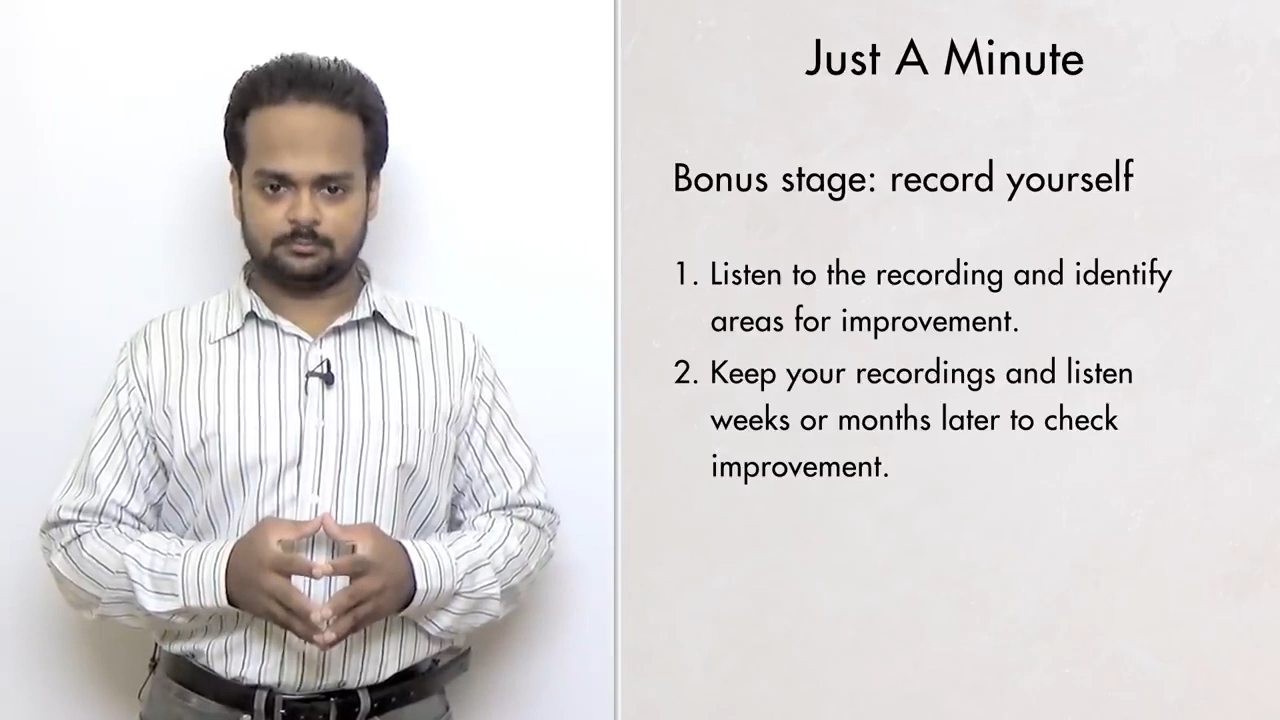 Just A Minute
Bonus stage: record yourself
1. Listen to the recording and identify
areas for improvement.
2. Keep your recordings and listen
weeks or months later to check
improvement.